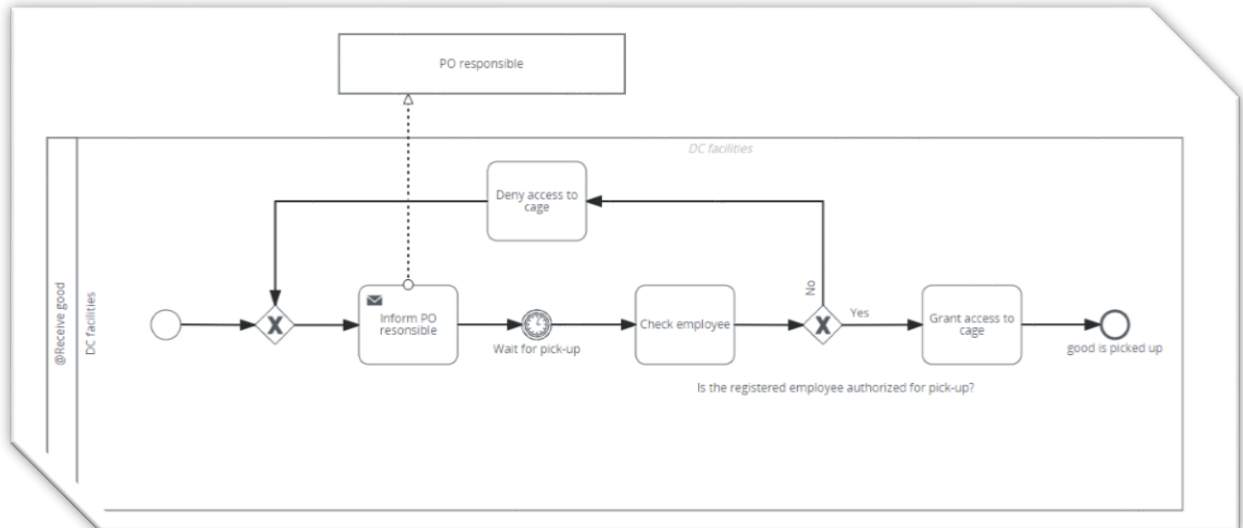 PO responsible
DC facilities
Deny access to
cage
@Receive good
DC facilities
No
Inform PO
resonsible
Wait for pick-up
Check employee
Yes
Grant access to
cage
good is picked up
Is the registered employee authorized for pick-up?